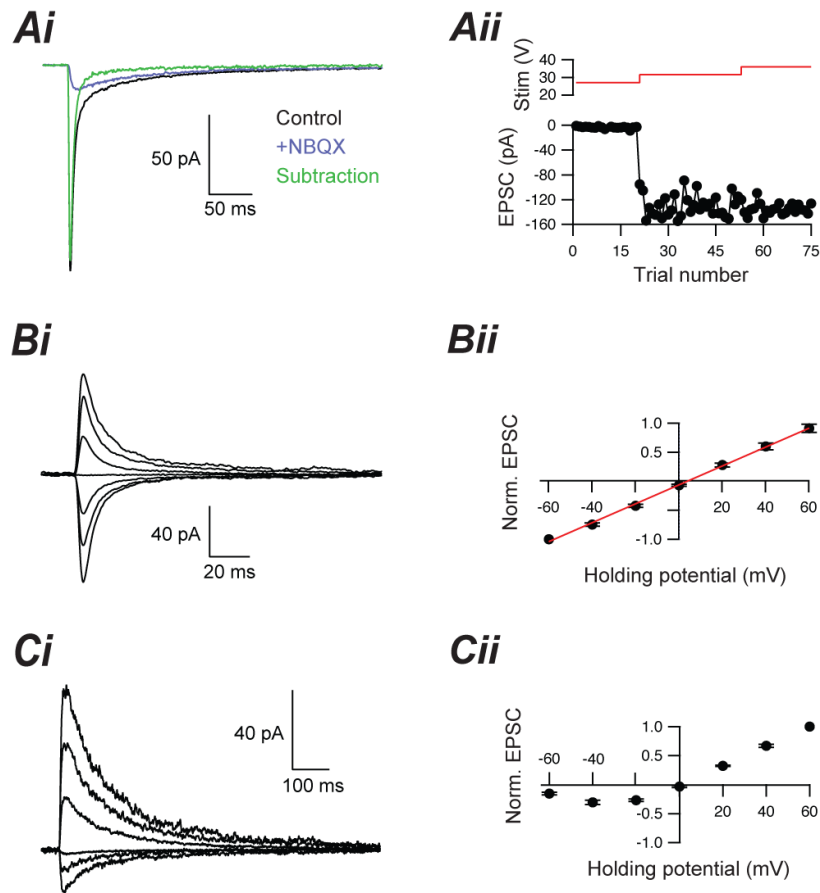 Ai
Control
+NBQX
Subtraction
50 pA
50 ms
Aii
Stim (V)
40
30
20
EPSC (pA)
0
-40
-80
-120
-160
0 15 30 45 60 75
Trial number
Bi
40 pA
20 ms
Bii
Norm. EPSC
1.0
0.5
-60 -40 20 40 60
-1.0
Holding potential (mV)
Ci
40 pA
100 ms
Cii
Norm. EPSC
1.0
0.5
-60 -40
0 20 40 60
-0.5
-1.0
Holding potential (mV)